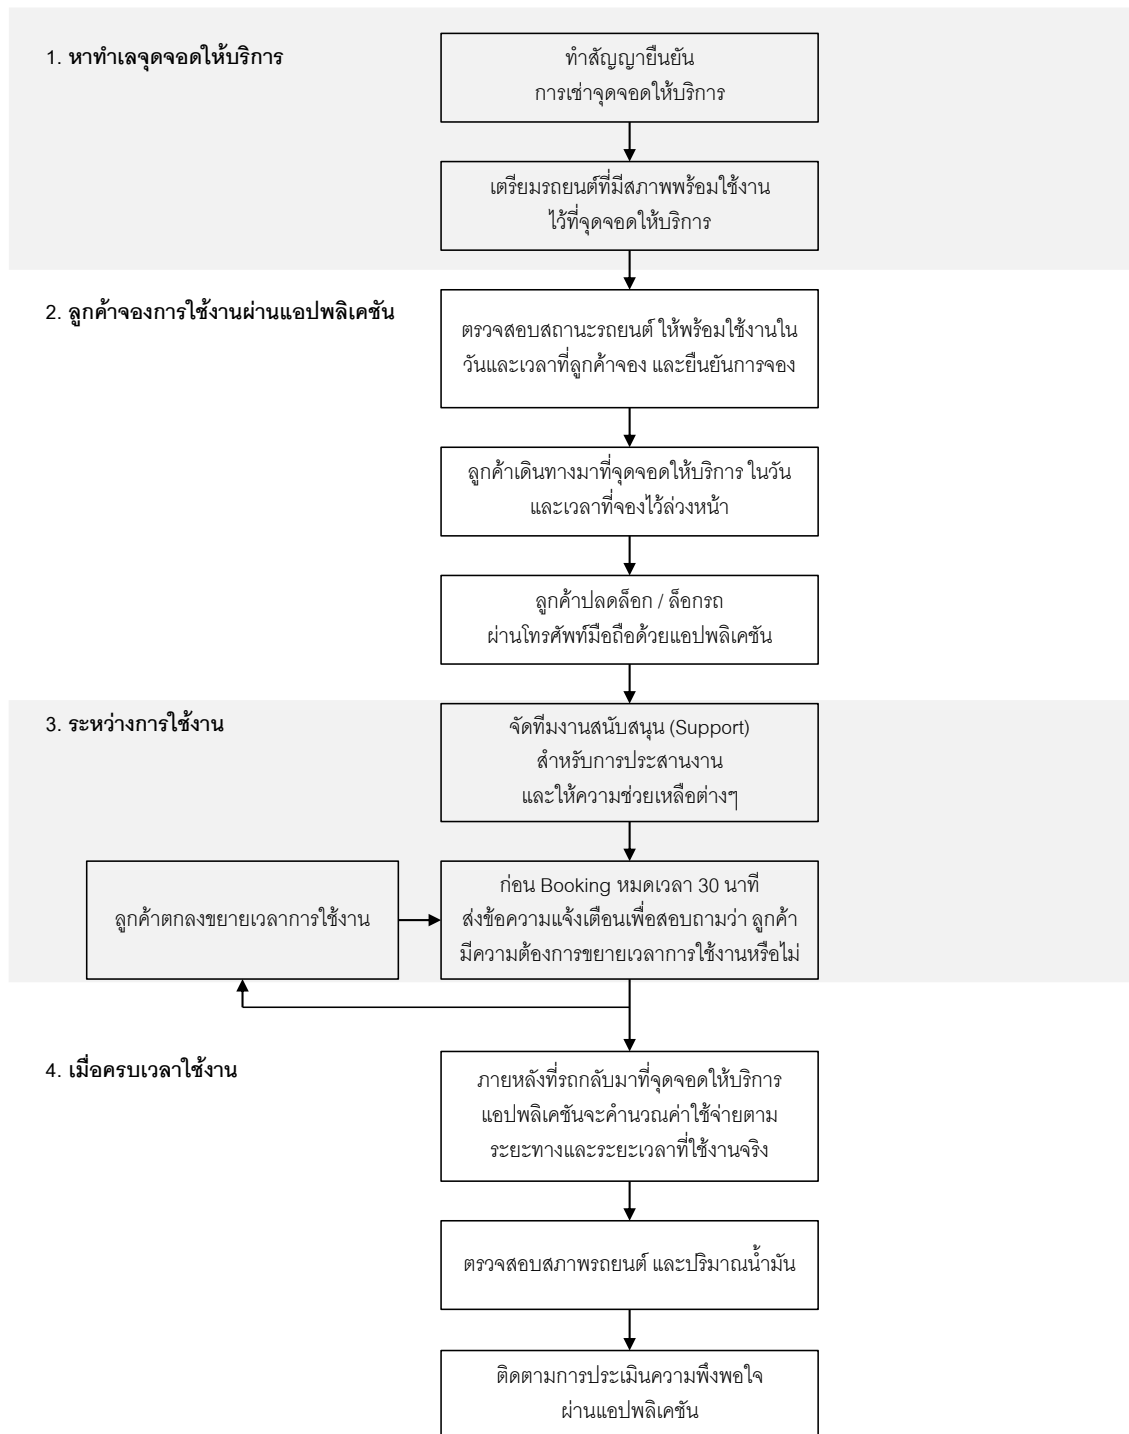 1. หาทำเลจุดจอดให้บริการ
ทำสัญญายืนยัน
การเช่าจุดจอดให้บริการ
เตรียมรถยนต์ที่มีสภาพพร้อมใช้งาน
ไว้ที่จุดจอดให้บริการ
2. ลูกค้าจองการใช้งานผ่านแอปพลิเคชัน
ตรวจสอบสถานะรถยนต์ ให้พร้อมใช้งานใน
วันและเวลาที่ลูกค้าจอง และยืนยันการจอง
ลูกค้าเดินทางมาที่จุดจอดให้บริการ ในวัน
และเวลาที่จองไว้ล่วงหน้า
ลูกค้าปลดล็อก / ล็อกรถ
ผ่านโทรศัพท์มือถือด้วยแอปพลิเคชัน
3. ระหว่างการใช้งาน
จัดทีมงานสนับสนุน (Support)
สำหรับการประสานงาน
และให้ความช่วยเหลือต่างๆ
ลูกค้าตกลงขยายเวลาการใช้งาน
ก่อน Booking หมดเวลา 30 นาที
ส่งข้อความแจ้งเตือนเพื่อสอบถามว่า ลูกค้า
มีความต้องการขยายเวลาการใช้งานหรือไม่
4. เมื่อครบเวลาใช้งาน
ภายหลังที่รถกลับมาที่จุดจอดให้บริการ
แอปพลิเคชันจะคำนวณค่าใช้จ่ายตาม
ระยะทางและระยะเวลาที่ใช้งานจริง
ตรวจสอบสภาพรถยนต์ และปริมาณน้ำมัน
ติดตามการประเมินความพึงพอใจ
ผ่านแอปพลิเคชัน